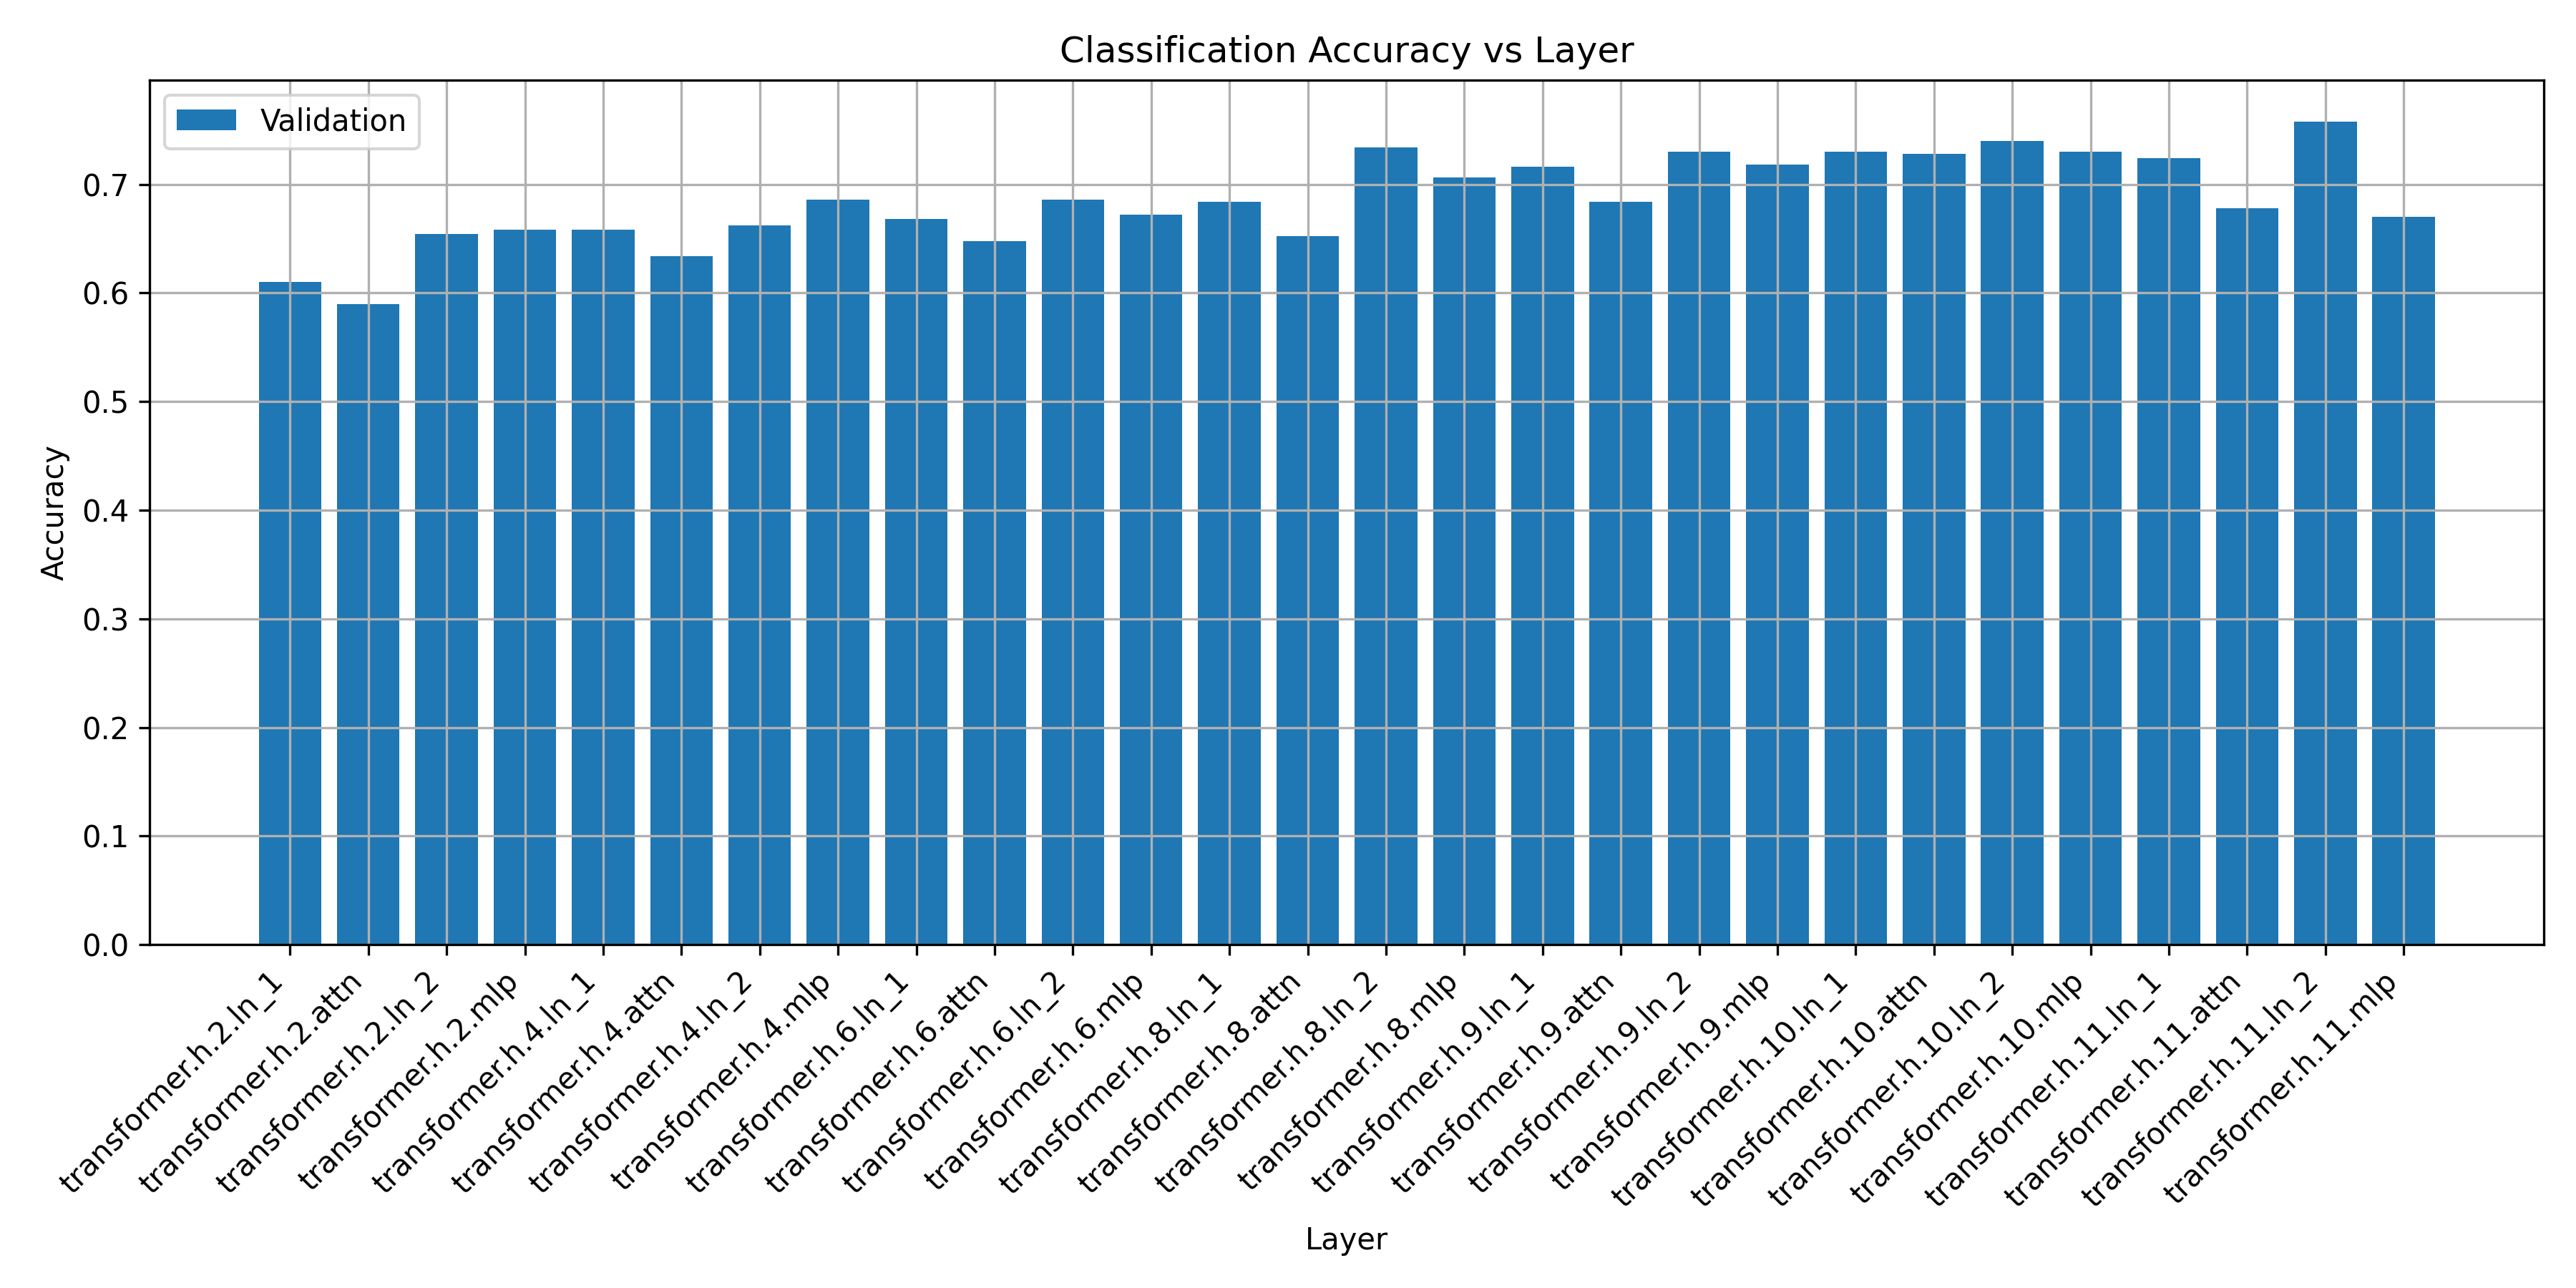 Classification Accuracy vs Layer
Validation
Accuracy
0.7
0.6
0.5
0.4
0.3
0.2
0.1
0.0
transformer.h.2.ln_1
transformer.h.2.attn
transformer.h.2.ln_2
transformer.h.2.mlp
transformer.h.4.ln_1
transformer.h.4.attn
transformer.h.4.ln_2
transformer.h.4.mlp
transformer.h.6.ln_1
transformer.h.6.attn
transformer.h.6.ln_2
transformer.h.6.mlp
transformer.h.8.ln_1
transformer.h.8.attn
transformer.h.8.ln_2
transformer.h.8.mlp
transformer.h.9.ln_1
transformer.h.9.attn
transformer.h.9.ln_2
transformer.h.9.mlp
transformer.h.10.ln_1
transformer.h.10.attn
transformer.h.10.ln_2
transformer.h.10.mlp
transformer.h.11.ln_1
transformer.h.11.attn
transformer.h.11.ln_2
transformer.h.11.mlp
Layer